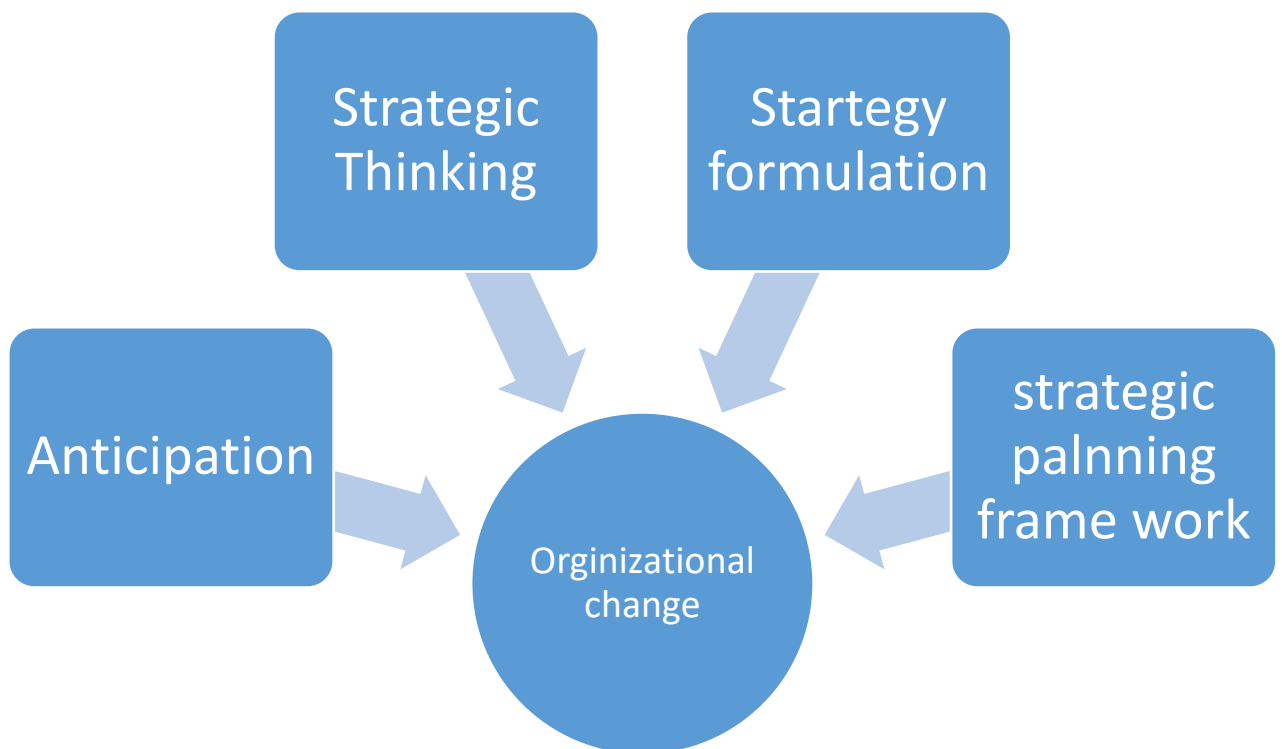 Strategic
Thinking
Startegy
formulation
Anticipation
strategic
palnning
frame work
Orginizational
change